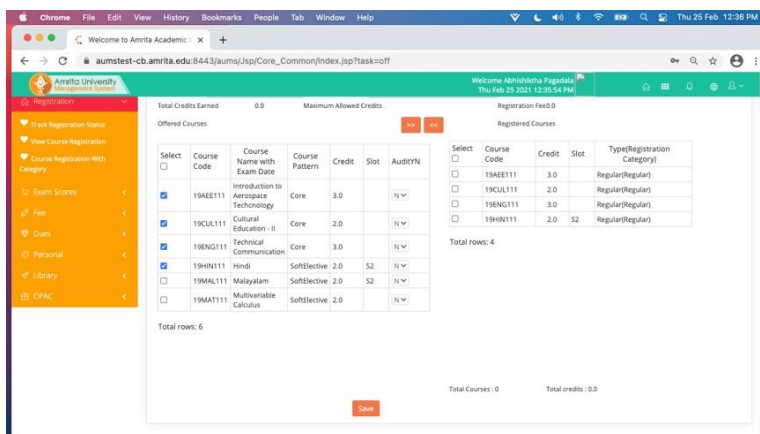 Chrome File Edit View History Bookmarks People Tab Window Help
Thu 25 Feb 12:36 PM
Welcome to Amrita Academic
aumstest-cb.amrita.edu:8443/aums/Jsp/Core_Common/index.jsp?task=off
Amrita University
Management System
Welcome Abhishiktha Pagadala
Thu Feb 25 2021 12:35:54 PM
Registration
Track Registration Status
View Course Registration
Course Registration With
Category
Exam Scores
Fee
Dues
Personal
Library
OPAC
Total Credits Earned 0.0 Maximum Allowed Credits Registration Fee0.0
Offered Courses >> << Registered Courses
Select Course Code Course Name with Exam Date Course Pattern Credit Slot AuditYN
19AEE111 Introduction to Aerospace Techcnology Core 3.0 N
19CUL111 Cultural Education - II Core 2.0 N
19ENG111 Technical Communication Core 3.0 N
19HIN111 Hindi SoftElective 2.0 S2 N
19MAL111 Malayalam SoftElective 2.0 S2 N
19MAT111 Multivariable Calculus SoftElective 2.0 N
Total rows: 6
Select Course Code Credit Slot Type(Registration Category)
19AEE111 3.0 Regular(Regular)
19CUL111 2.0 Regular(Regular)
19ENG111 3.0 Regular(Regular)
19HIN111 2.0 S2 Regular(Regular)
Total rows: 4
Total Courses : 0 Total credits : 0.0
Save